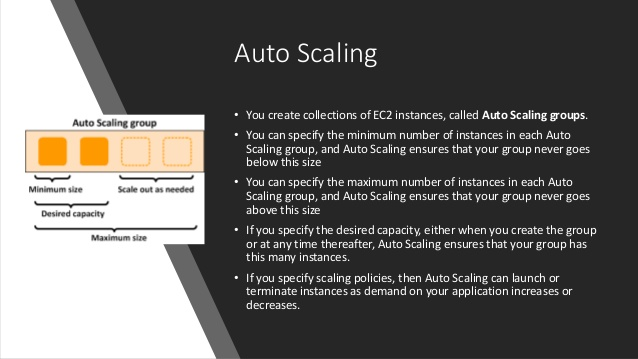 Auto Scaling
Auto Scaling group
Minimum size
Scale out as needed
Desired capacity
Maximum size
• You create collections of EC2 instances, called Auto Scaling groups.
• You can specify the minimum number of instances in each Auto
Scaling group, and Auto Scaling ensures that your group never goes
below this size
• You can specify the maximum number of instances in each Auto
Scaling group, and Auto Scaling ensures that your group never goes
above this size
• If you specify the desired capacity, either when you create the group
or at any time thereafter, Auto Scaling ensures that your group has
this many instances.
• If you specify scaling policies, then Auto Scaling can launch or
terminate instances as demand on your application increases or
decreases.